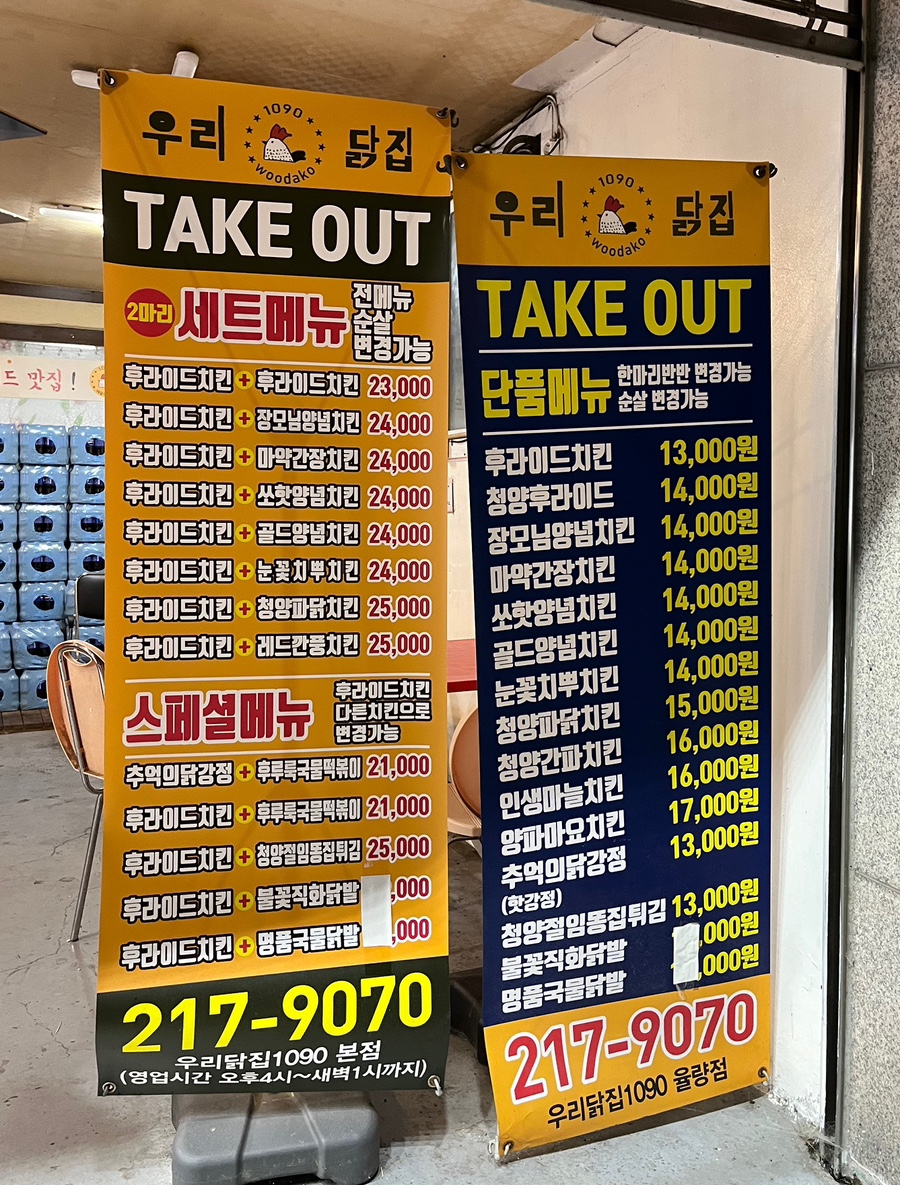 우리 닭집
1090
woodako
TAKE OUT
2마리 세트메뉴 전메뉴
순살
변경가능
후라이드치킨 + 후라이드치킨 23,000
후라이드치킨 + 장모님양념치킨 24,000
후라이드치킨 + 마약간장치킨 24,000
후라이드치킨 + 쏘핫양념치킨 24,000
후라이드치킨 + 골드양념치킨 24,000
후라이드치킨 + 눈꽃치뿌치킨 24,000
후라이드치킨 + 청양파닭치킨 25,000
후라이드치킨 + 레드깐풍치킨 25,000
스페셜메뉴 후라이드치킨
다른치킨으로
변경가능
추억의닭강정 + 후루룩국물떡볶이 21,000
후라이드치킨 + 후루룩국물떡볶이 21,000
후라이드치킨 + 청양절임똥집튀김 25,000
후라이드치킨 + 불꽃직화닭발 ,000
후라이드치킨 + 명품국물닭발 ,000
217-9070
우리닭집1090 본점
(영업시간 오후4시~새벽1시까지)
우리 닭집
1090
woodako
TAKE OUT
단품메뉴 한마리반반 변경가능
순살 변경가능
후라이드치킨 13,000원
청양후라이드 14,000원
장모님양념치킨 14,000원
마약간장치킨 14,000원
쏘핫양념치킨 14,000원
골드양념치킨 14,000원
눈꽃치뿌치킨 14,000원
청양파닭치킨 15,000원
청양간파치킨 16,000원
인생마늘치킨 16,000원
양파마요치킨 17,000원
추억의닭강정 13,000원
(핫강정)
청양절임똥집튀김 13,000원
불꽃직화닭발 ,000원
명품국물닭발 ,000원
217-9070
우리닭집1090 율량점
드 맛집!